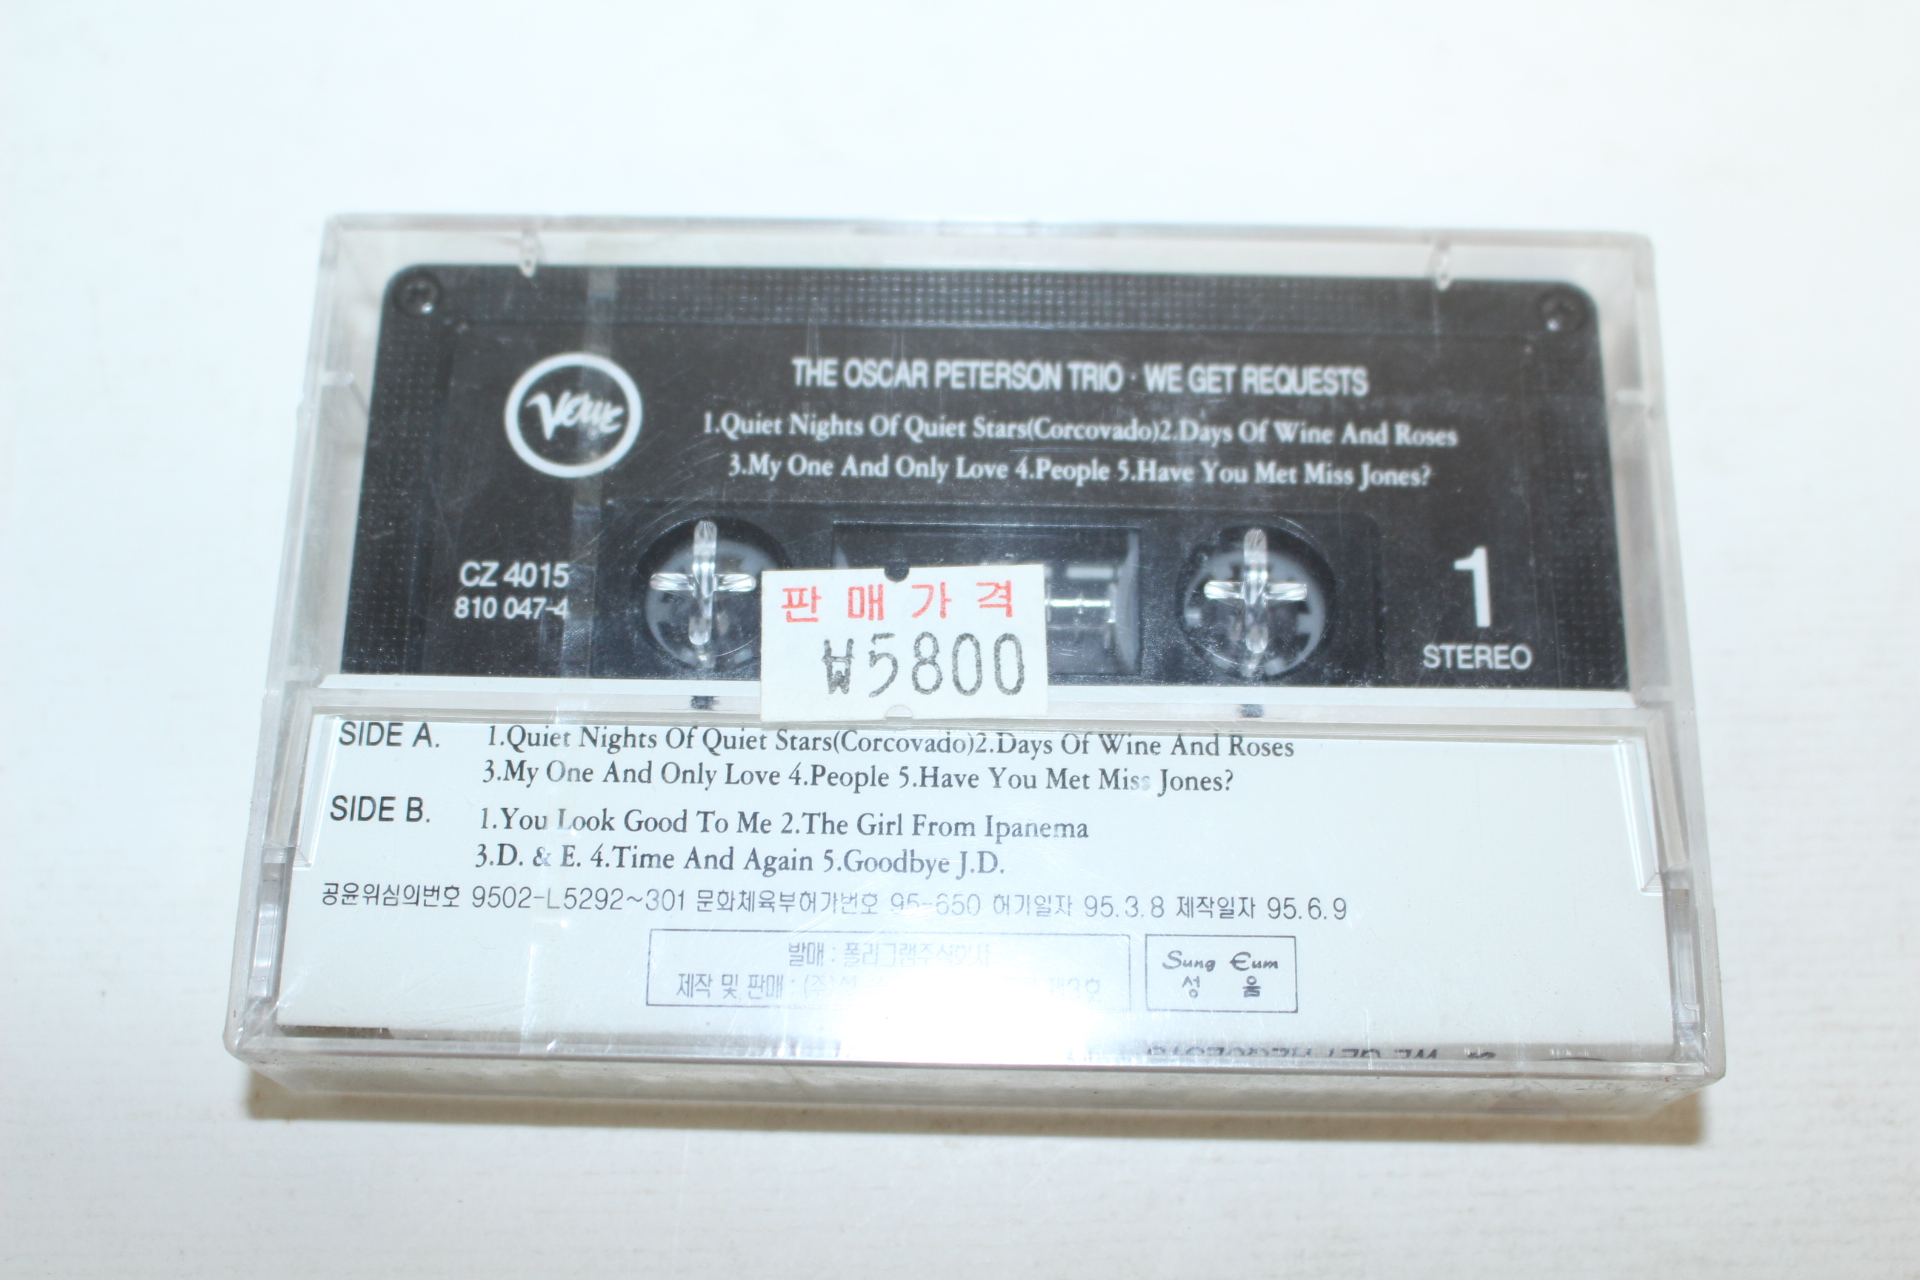 Verve
THE OSCAR PETERSON TRIO · WE GET REQUESTS
1.Quiet Nights Of Quiet Stars(Corcovado)2.Days Of Wine And Roses
3.My One And Only Love 4.People 5.Have You Met Miss Jones?
CZ 4015
810 047-4
1
STEREO
판매가격
₩5800
SIDE A. 1.Quiet Nights Of Quiet Stars(Corcovado)2.Days Of Wine And Roses
3.My One And Only Love 4.People 5.Have You Met Miss Jones?
SIDE B. 1.You Look Good To Me 2.The Girl From Ipanema
3.D. & E. 4.Time And Again 5.Goodbye J.D.
공윤위심의번호 9502-L5292~301 문화체육부허가번호 95-650 허가일자 95.3.8 제작일자 95.6.9
발매 : 폴리그램주식회사
제작 및 판매 : (주)
Sung Eum
성 음
WE GET REQUESTS